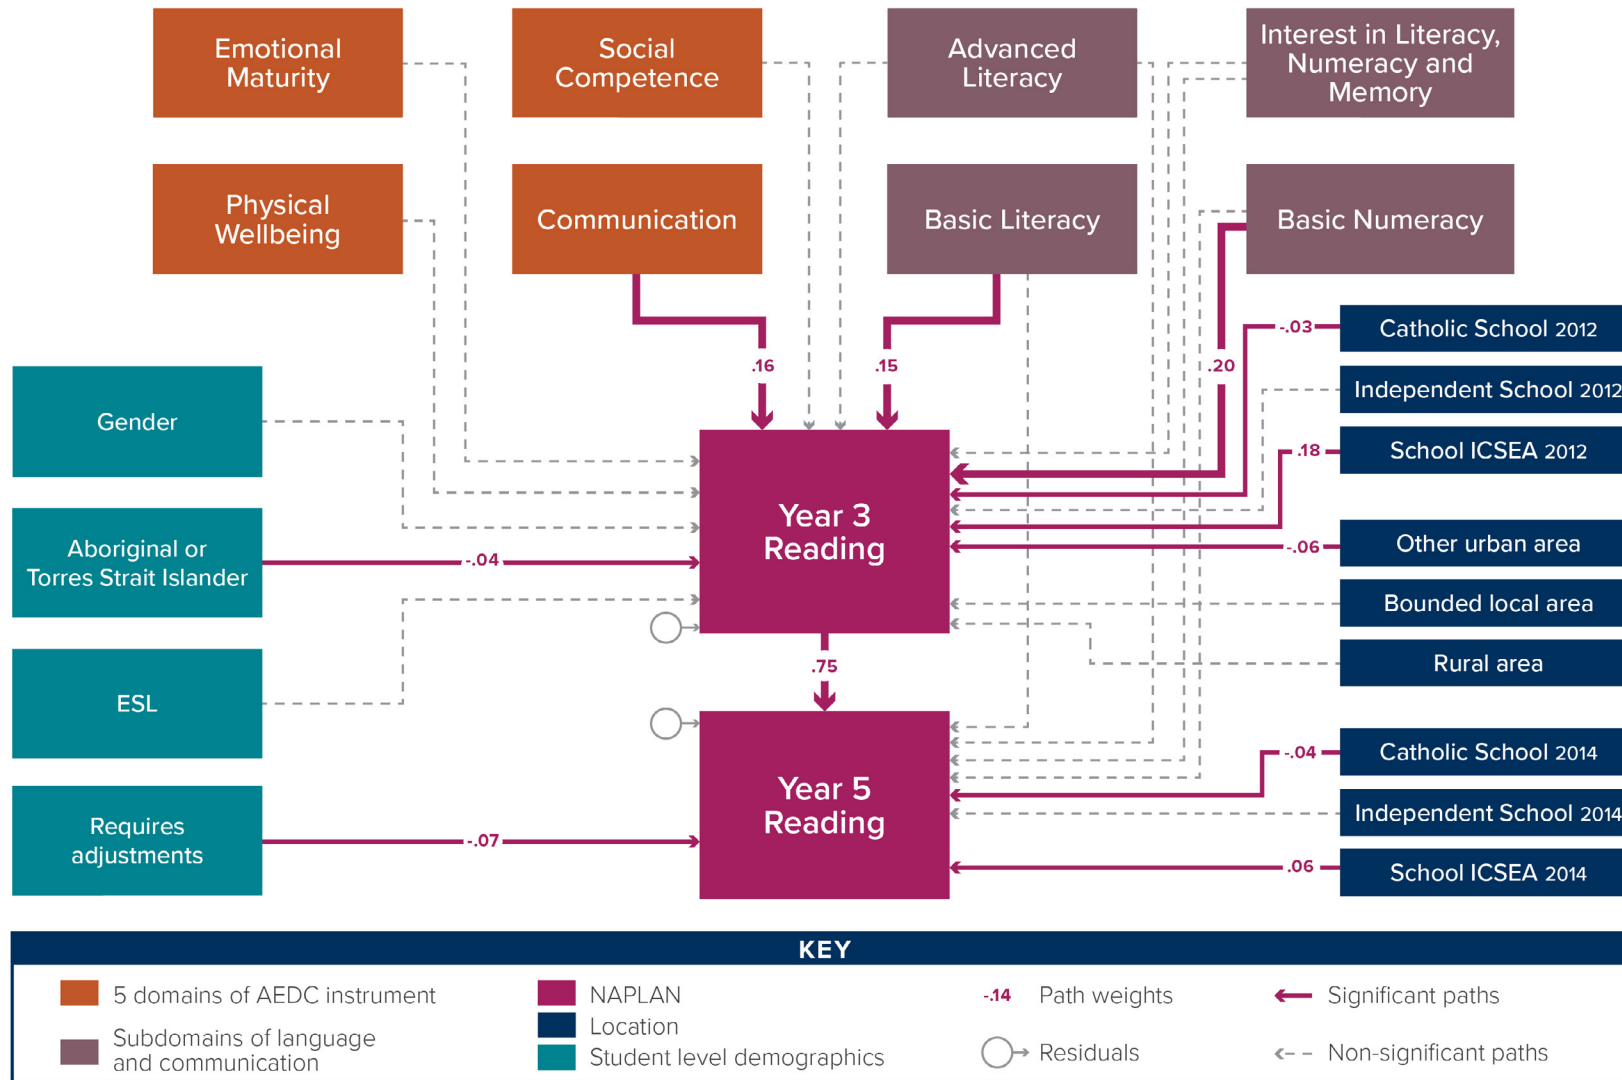 Emotional
Maturity
Social
Competence
Advanced
Literacy
Interest in Literacy,
Numeracy and
Memory
Physical
Wellbeing
Communication
Basic Literacy
Basic Numeracy
.16
.15
.20
-.03
Catholic School 2012
Independent School 2012
.18
School ICSEA 2012
Gender
Year 3
Reading
-.06
Other urban area
Aboriginal or
Torres Strait Islander
-.04
Bounded local area
Rural area
.75
ESL
-.04
Catholic School 2014
Year 5
Reading
Independent School 2014
Requires
adjustments
-.07
.06
School ICSEA 2014
KEY
5 domains of AEDC instrument
Subdomains of language
and communication
NAPLAN
Location
Student level demographics
-.14 Path weights
Residuals
Significant paths
Non-significant paths